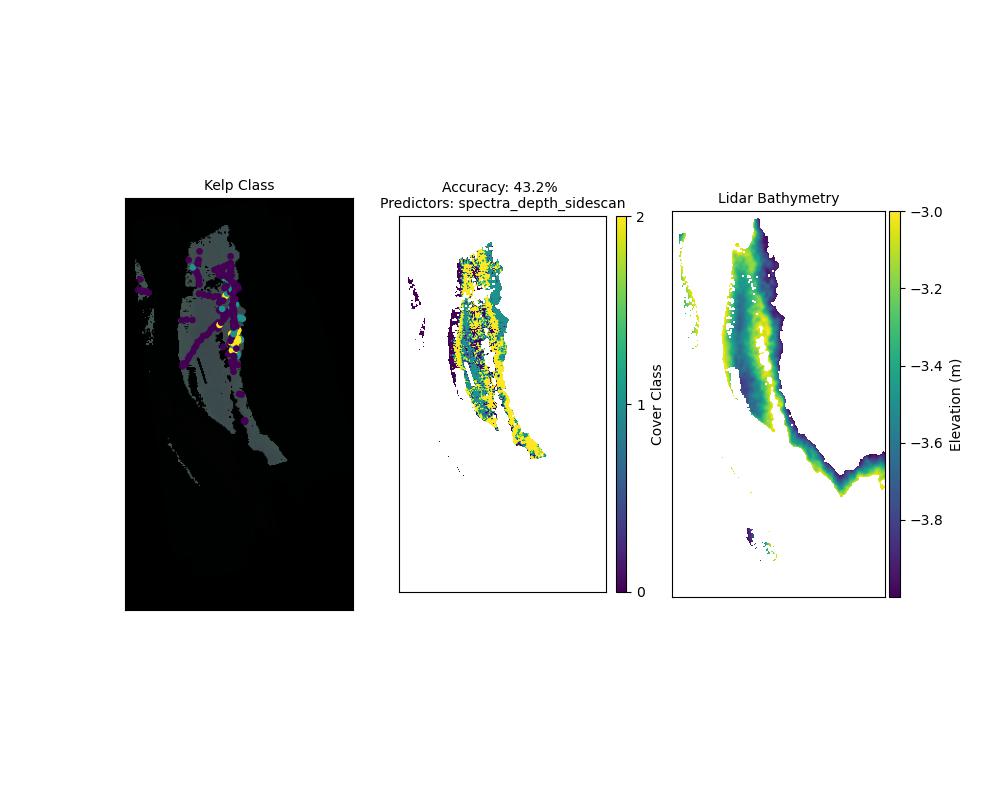 Kelp Class
Accuracy: 43.2%
Predictors: spectra_depth_sidescan
2
1
0
Cover Class
Lidar Bathymetry
−3.0
−3.2
−3.4
−3.6
−3.8
Elevation (m)